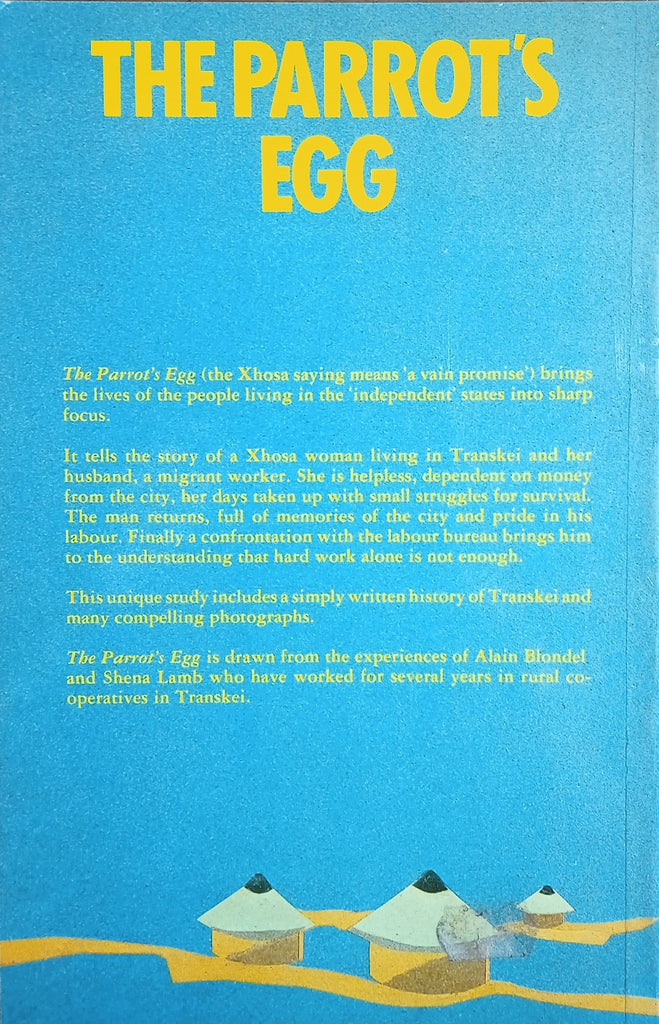 THE PARROT'S
EGG
The Parrot's Egg (the Xhosa saying means 'a vain promise') brings
the lives of the people living in the 'independent' states into sharp
focus.
It tells the story of a Xhosa woman living in Transkei and her
husband, a migrant worker. She is helpless, dependent on money
from the city, her days taken up with small struggles for survival.
The man returns, full of memories of the city and pride in his
labour. Finally a confrontation with the labour bureau brings him
to the understanding that hard work alone is not enough.
This unique study includes a simply written history of Transkei and
many compelling photographs.
The Parrot's Egg is drawn from the experiences of Alain Blondel
and Shena Lamb who have worked for several years in rural co-
operatives in Transkei.